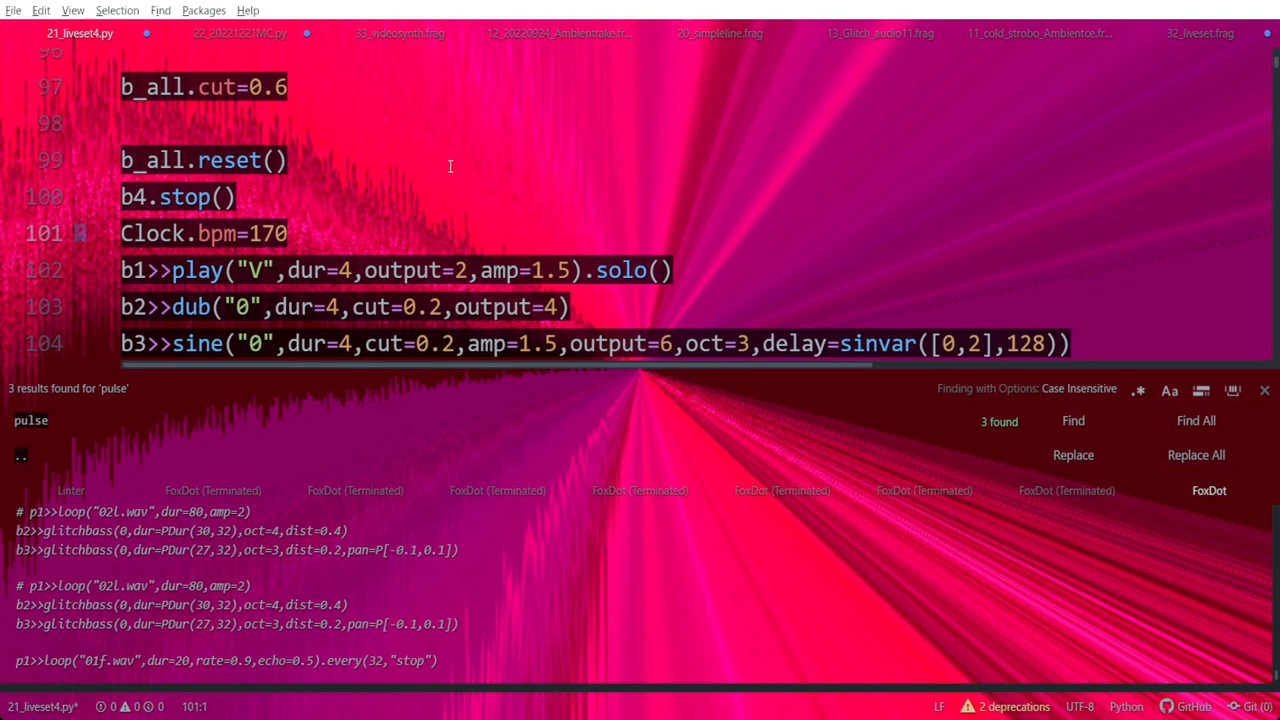 File Edit View Selection Find Packages Help
21_liveset4.py 22_20221221MC.py 33_videosynth.frag 12_20220924_Ambientrake.fr... 20_simpleline.frag 13_Glitch_audio11.frag 11_cold_strobo_Ambientce.fr... 32_liveset.frag
96
97 b_all.cut=0.6
98
99 b_all.reset()
100 b4.stop()
101 Clock.bpm=170
102 b1>>play("V",dur=4,output=2,amp=1.5).solo()
103 b2>>dub("0",dur=4,cut=0.2,output=4)
104 b3>>sine("0",dur=4,cut=0.2,amp=1.5,output=6,oct=3,delay=sinvar([0,2],128))
3 results found for 'pulse' Finding with Options: Case Insensitive .* Aa
pulse 3 found Find Find All
.. Replace Replace All
Linter FoxDot (Terminated) FoxDot (Terminated) FoxDot (Terminated) FoxDot (Terminated) FoxDot (Terminated) FoxDot (Terminated) FoxDot (Terminated) FoxDot
# p1>>loop("02l.wav",dur=80,amp=2)
b2>>glitchbass(0,dur=PDur(30,32),oct=4,dist=0.4)
b3>>glitchbass(0,dur=PDur(27,32),oct=3,dist=0.2,pan=P[-0.1,0.1])
# p1>>loop("02l.wav",dur=80,amp=2)
b2>>glitchbass(0,dur=PDur(30,32),oct=4,dist=0.4)
b3>>glitchbass(0,dur=PDur(27,32),oct=3,dist=0.2,pan=P[-0.1,0.1])
p1>>loop("01f.wav",dur=20,rate=0.9,echo=0.5).every(32,"stop")
21_liveset4.py* 0 0 0 101:1 LF 2 deprecations UTF-8 Python GitHub Git (0)